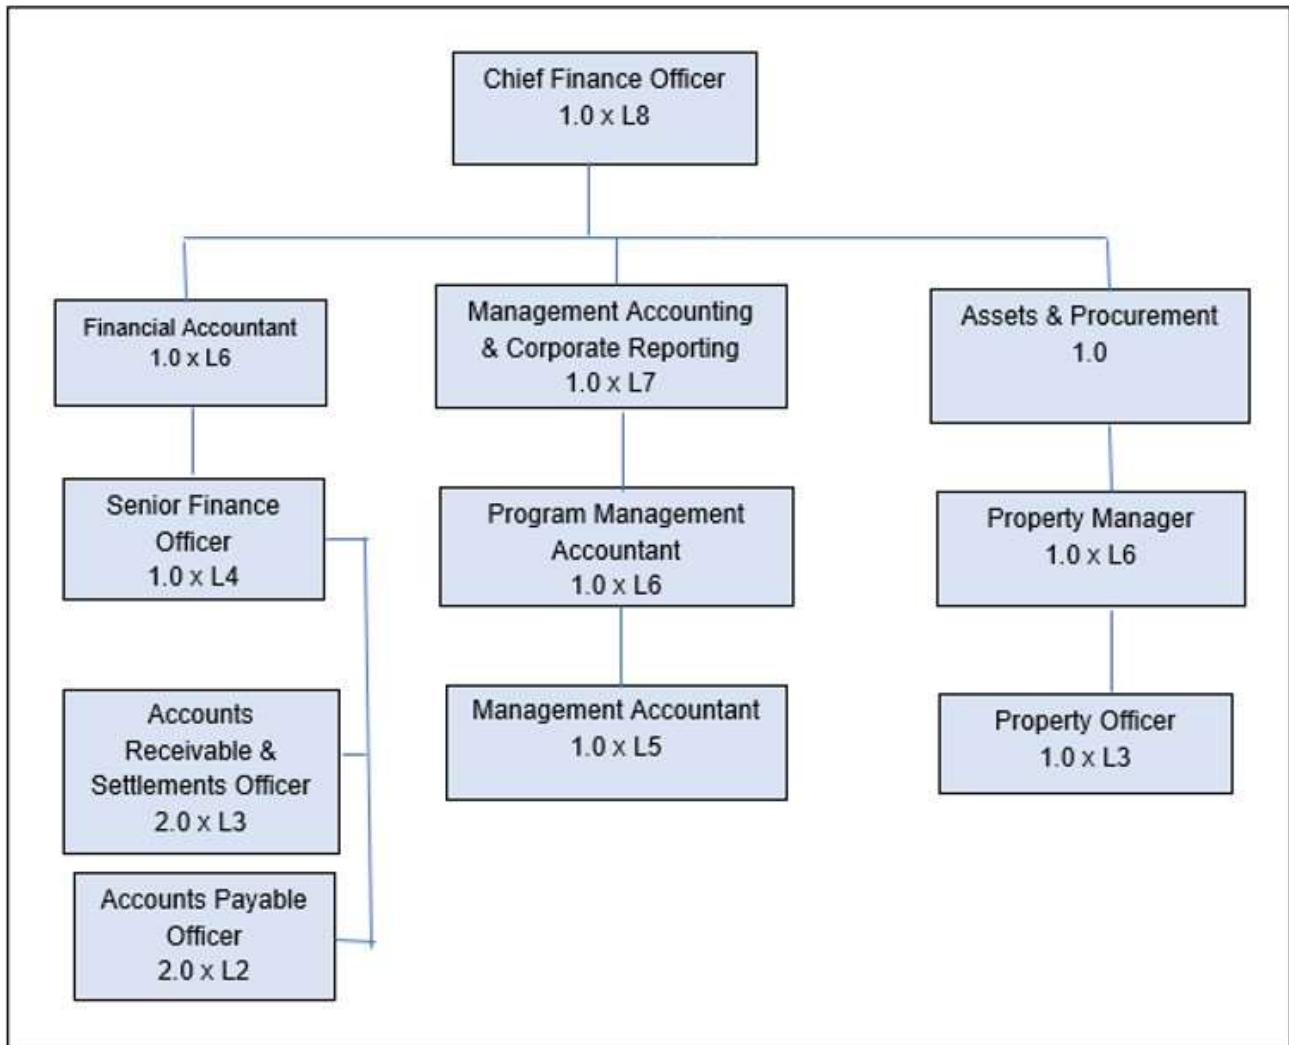 Chief Finance Officer
1.0 x L8
Financial Accountant
1.0 x L6
Management Accounting
& Corporate Reporting
1.0 x L7
Assets & Procurement
1.0
Senior Finance
Officer
1.0 x L4
Program Management
Accountant
1.0 x L6
Property Manager
1.0 x L6
Accounts
Receivable &
Settlements Officer
2.0 x L3
Management Accountant
1.0 x L5
Property Officer
1.0 x L3
Accounts Payable
Officer
2.0 x L2